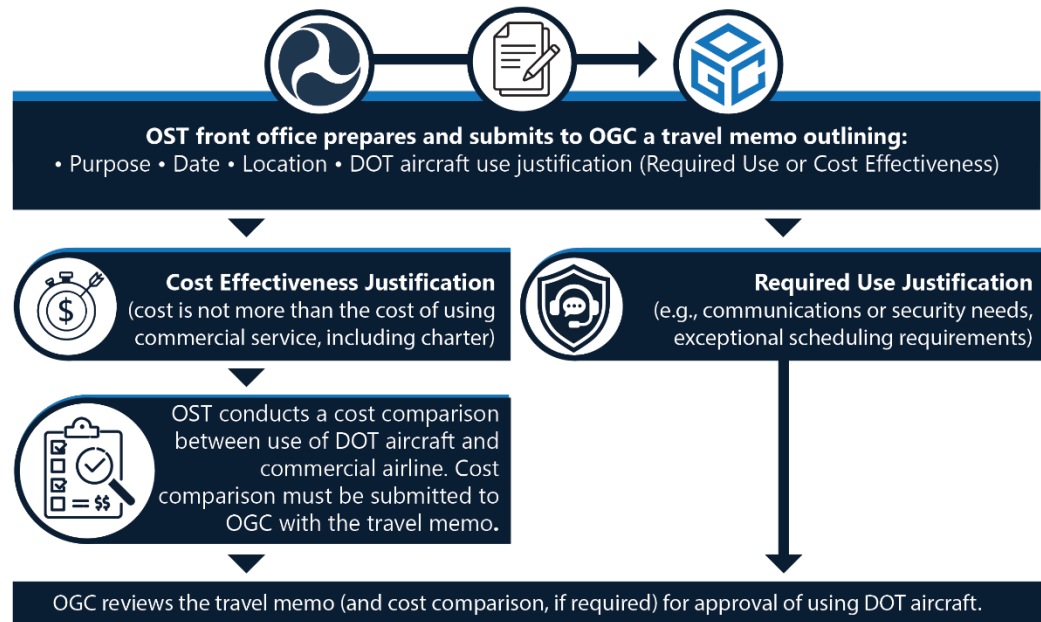 OGC
OST front office prepares and submits to OGC a travel memo outlining:
• Purpose • Date • Location • DOT aircraft use justification (Required Use or Cost Effectiveness)
$
Cost Effectiveness Justification
(cost is not more than the cost of using
commercial service, including charter)
Required Use Justification
(e.g., communications or security needs,
exceptional scheduling requirements)
= $$
OST conducts a cost comparison
between use of DOT aircraft and
commercial airline. Cost
comparison must be submitted to
OGC with the travel memo.
OGC reviews the travel memo (and cost comparison, if required) for approval of using DOT aircraft.